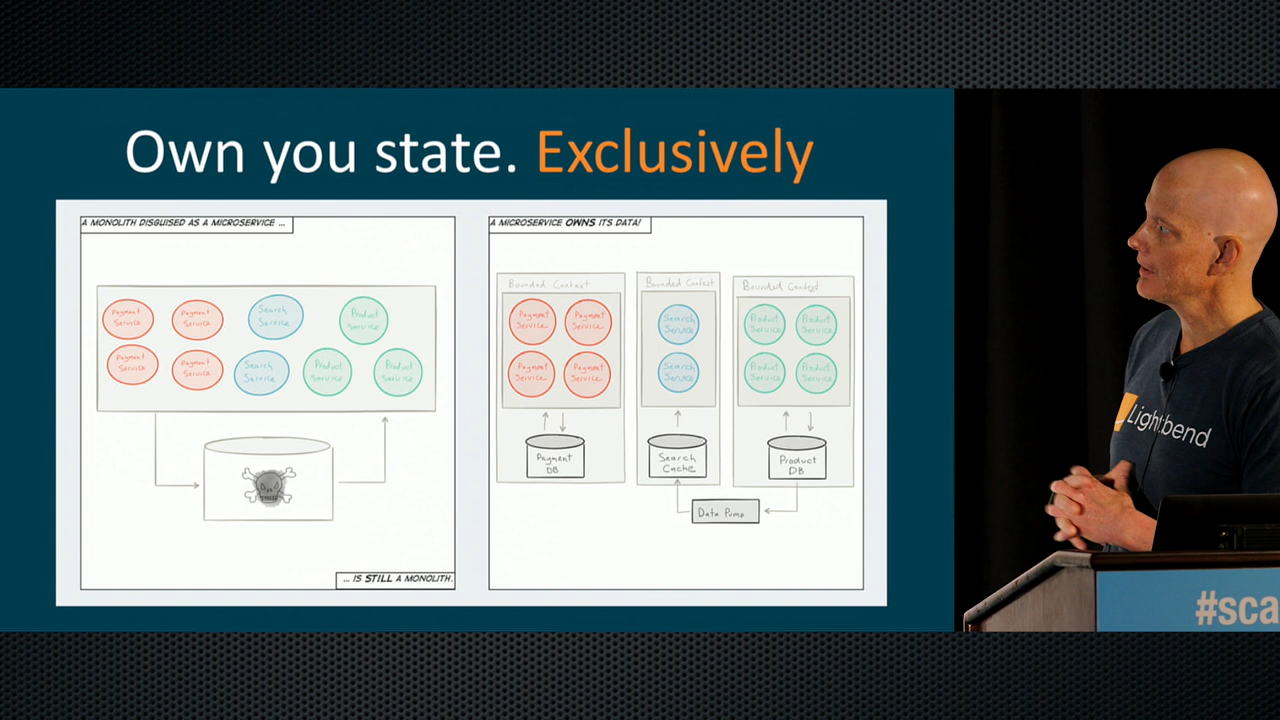 Own you state. Exclusively
A MONOLITH DISGUISED AS A MICROSERVICE ...
Payment Service
Payment Service
Search Service
Product Service
Payment Service
Payment Service
Search Service
Product Service
Product Service
... IS STILL A MONOLITH.
A MICROSERVICE OWNS ITS DATA!
Bounded Context
Payment Service
Payment Service
Payment Service
Payment Service
Payment DB
Bounded Context
Search Service
Search Service
Search Cache
Bounded Context
Product Service
Product Service
Product Service
Product Service
Product DB
Data Pump
Lightbend
#sca